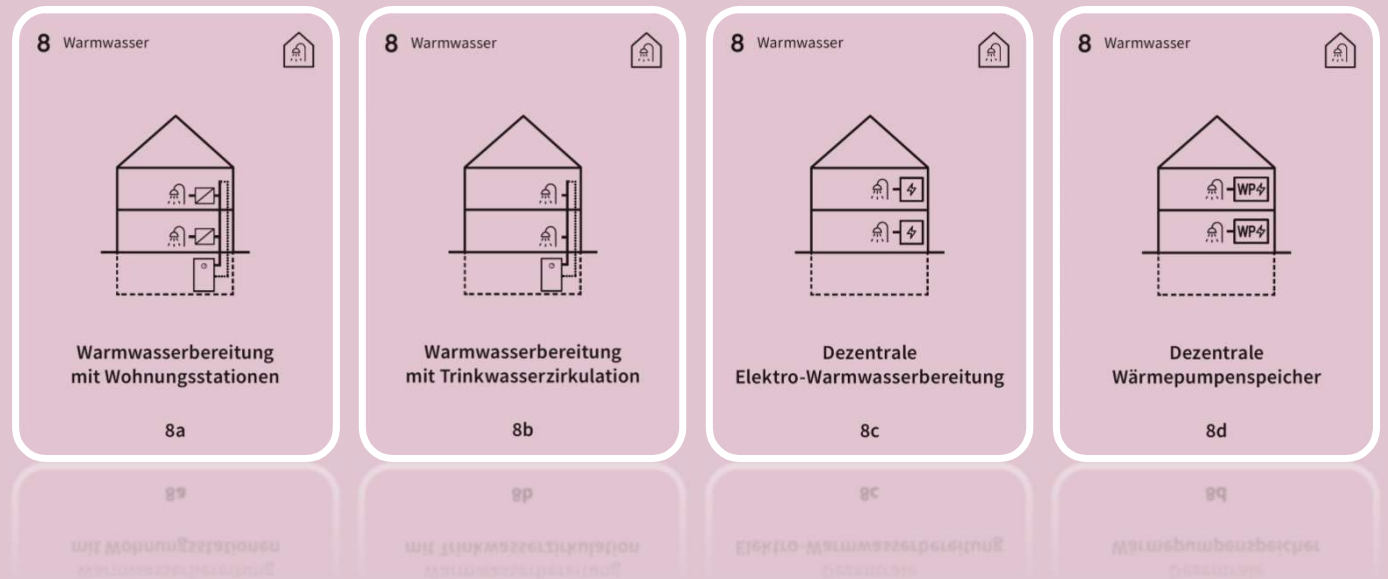 8 Warmwasser
Warmwasserbereitung
mit Wohnungsstationen
8a
8 Warmwasser
Warmwasserbereitung
mit Trinkwasserzirkulation
8b
8 Warmwasser
Dezentrale
Elektro-Warmwasserbereitung
8c
8 Warmwasser
WP
WP
Dezentrale
Wärmepumpenspeicher
8d